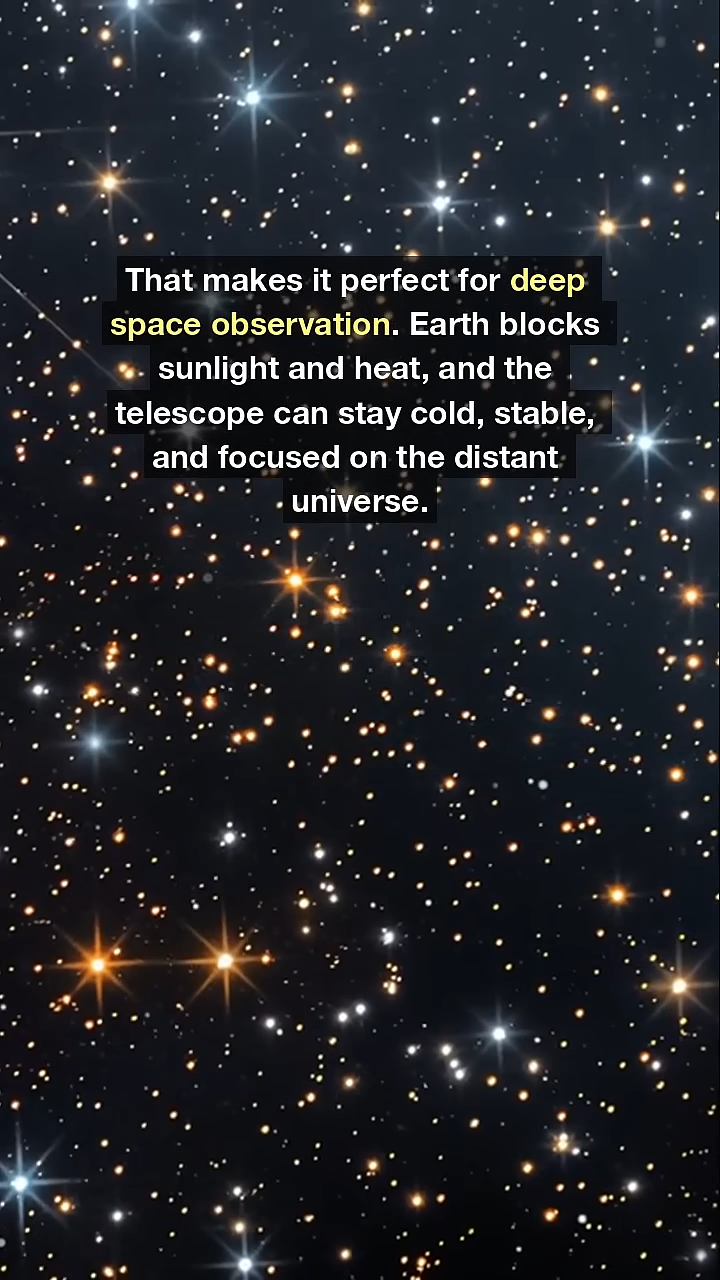 That makes it perfect for deep
space observation. Earth blocks
sunlight and heat, and the
telescope can stay cold, stable,
and focused on the distant
universe.